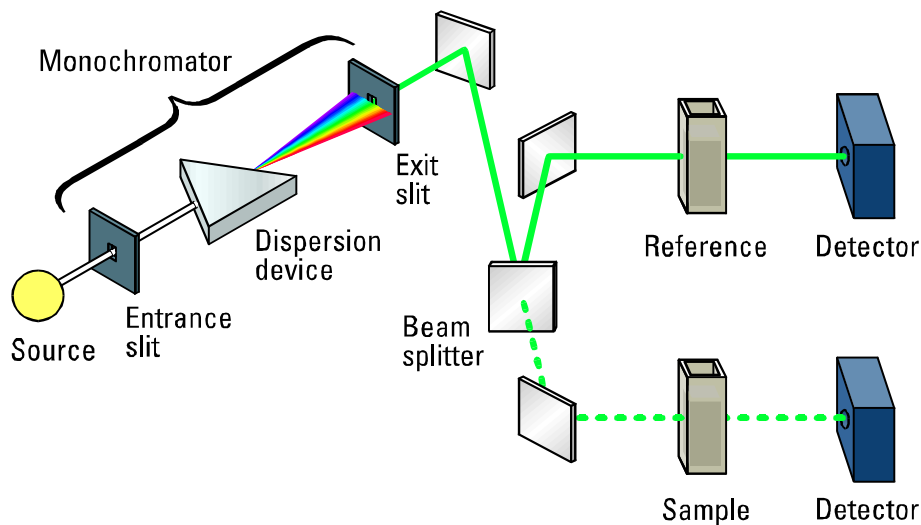 Monochromator
Exit
slit
Dispersion
device
Entrance
slit
Source
Beam
splitter
Reference
Detector
Sample
Detector